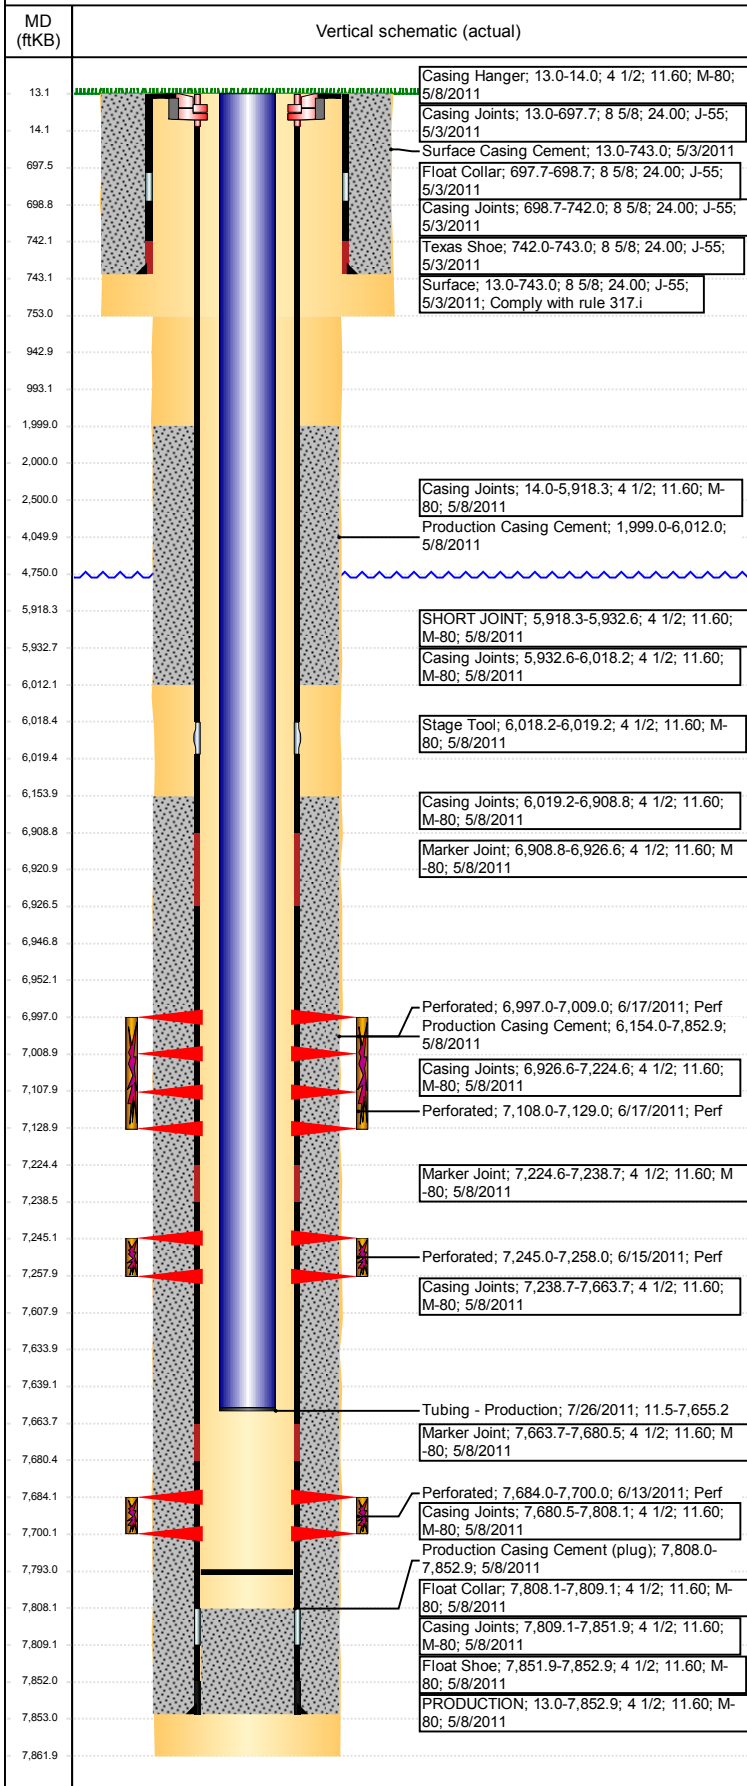 MD
(ftKB)
Vertical schematic (actual)
13.1
14.1
697.5
698.8
742.1
743.1
753.0
942.9
993.1
1,999.0
2,000.0
2,500.0
4,049.9
4,750.0
5,918.3
5,932.7
6,012.1
6,018.4
6,019.4
6,153.9
6,908.8
6,920.9
6,926.5
6,946.8
6,952.1
6,997.0
7,008.9
7,107.9
7,128.9
7,224.4
7,238.5
7,245.1
7,257.9
7,607.9
7,633.9
7,639.1
7,663.7
7,680.4
7,684.1
7,700.1
7,793.0
7,808.1
7,809.1
7,852.0
7,853.0
7,861.9
Casing Hanger; 13.0-14.0; 4 1/2; 11.60; M-80;
5/8/2011
Casing Joints; 13.0-697.7; 8 5/8; 24.00; J-55;
5/3/2011
Surface Casing Cement; 13.0-743.0; 5/3/2011
Float Collar; 697.7-698.7; 8 5/8; 24.00; J-55;
5/3/2011
Casing Joints; 698.7-742.0; 8 5/8; 24.00; J-55;
5/3/2011
Texas Shoe; 742.0-743.0; 8 5/8; 24.00; J-55;
5/3/2011
Surface; 13.0-743.0; 8 5/8; 24.00; J-55;
5/3/2011; Comply with rule 317.i
Casing Joints; 14.0-5,918.3; 4 1/2; 11.60; M-
80; 5/8/2011
Production Casing Cement; 1,999.0-6,012.0;
5/8/2011
SHORT JOINT; 5,918.3-5,932.6; 4 1/2; 11.60;
M-80; 5/8/2011
Casing Joints; 5,932.6-6,018.2; 4 1/2; 11.60;
M-80; 5/8/2011
Stage Tool; 6,018.2-6,019.2; 4 1/2; 11.60; M-
80; 5/8/2011
Casing Joints; 6,019.2-6,908.8; 4 1/2; 11.60;
M-80; 5/8/2011
Marker Joint; 6,908.8-6,926.6; 4 1/2; 11.60; M
-80; 5/8/2011
Perforated; 6,997.0-7,009.0; 6/17/2011; Perf
Production Casing Cement; 6,154.0-7,852.9;
5/8/2011
Casing Joints; 6,926.6-7,224.6; 4 1/2; 11.60;
M-80; 5/8/2011
Perforated; 7,108.0-7,129.0; 6/17/2011; Perf
Marker Joint; 7,224.6-7,238.7; 4 1/2; 11.60; M
-80; 5/8/2011
Perforated; 7,245.0-7,258.0; 6/15/2011; Perf
Casing Joints; 7,238.7-7,663.7; 4 1/2; 11.60;
M-80; 5/8/2011
Tubing - Production; 7/26/2011; 11.5-7,655.2
Marker Joint; 7,663.7-7,680.5; 4 1/2; 11.60; M
-80; 5/8/2011
Perforated; 7,684.0-7,700.0; 6/13/2011; Perf
Casing Joints; 7,680.5-7,808.1; 4 1/2; 11.60;
M-80; 5/8/2011
Production Casing Cement (plug); 7,808.0-
7,852.9; 5/8/2011
Float Collar; 7,808.1-7,809.1; 4 1/2; 11.60; M-
80; 5/8/2011
Casing Joints; 7,809.1-7,851.9; 4 1/2; 11.60;
M-80; 5/8/2011
Float Shoe; 7,851.9-7,852.9; 4 1/2; 11.60; M-
80; 5/8/2011
PRODUCTION; 13.0-7,852.9; 4 1/2; 11.60; M-
80; 5/8/2011